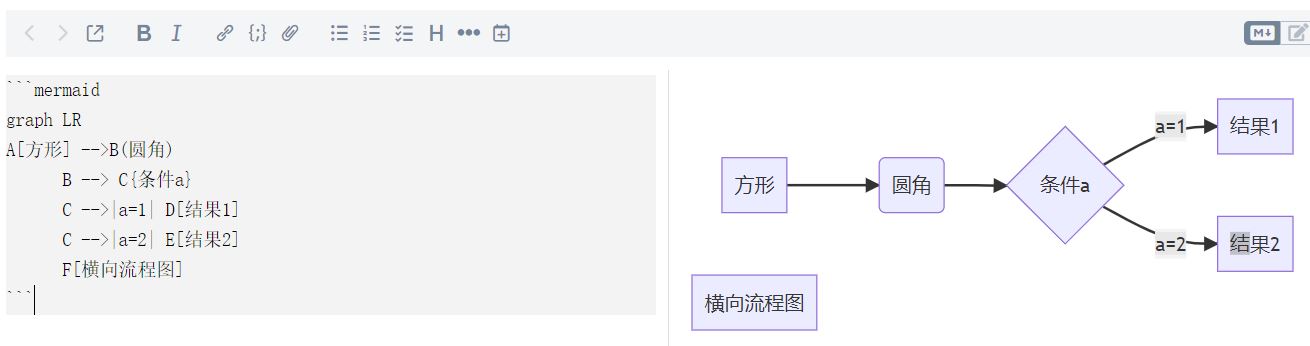 B I {;} H M↓
```mermaid
graph LR
A[方形] -->B(圆角)
B --> C{条件a}
C -->|a=1| D[结果1]
C -->|a=2| E[结果2]
F[横向流程图]
```
a=1
结果1
方形
圆角
条件a
a=2
结果2
横向流程图